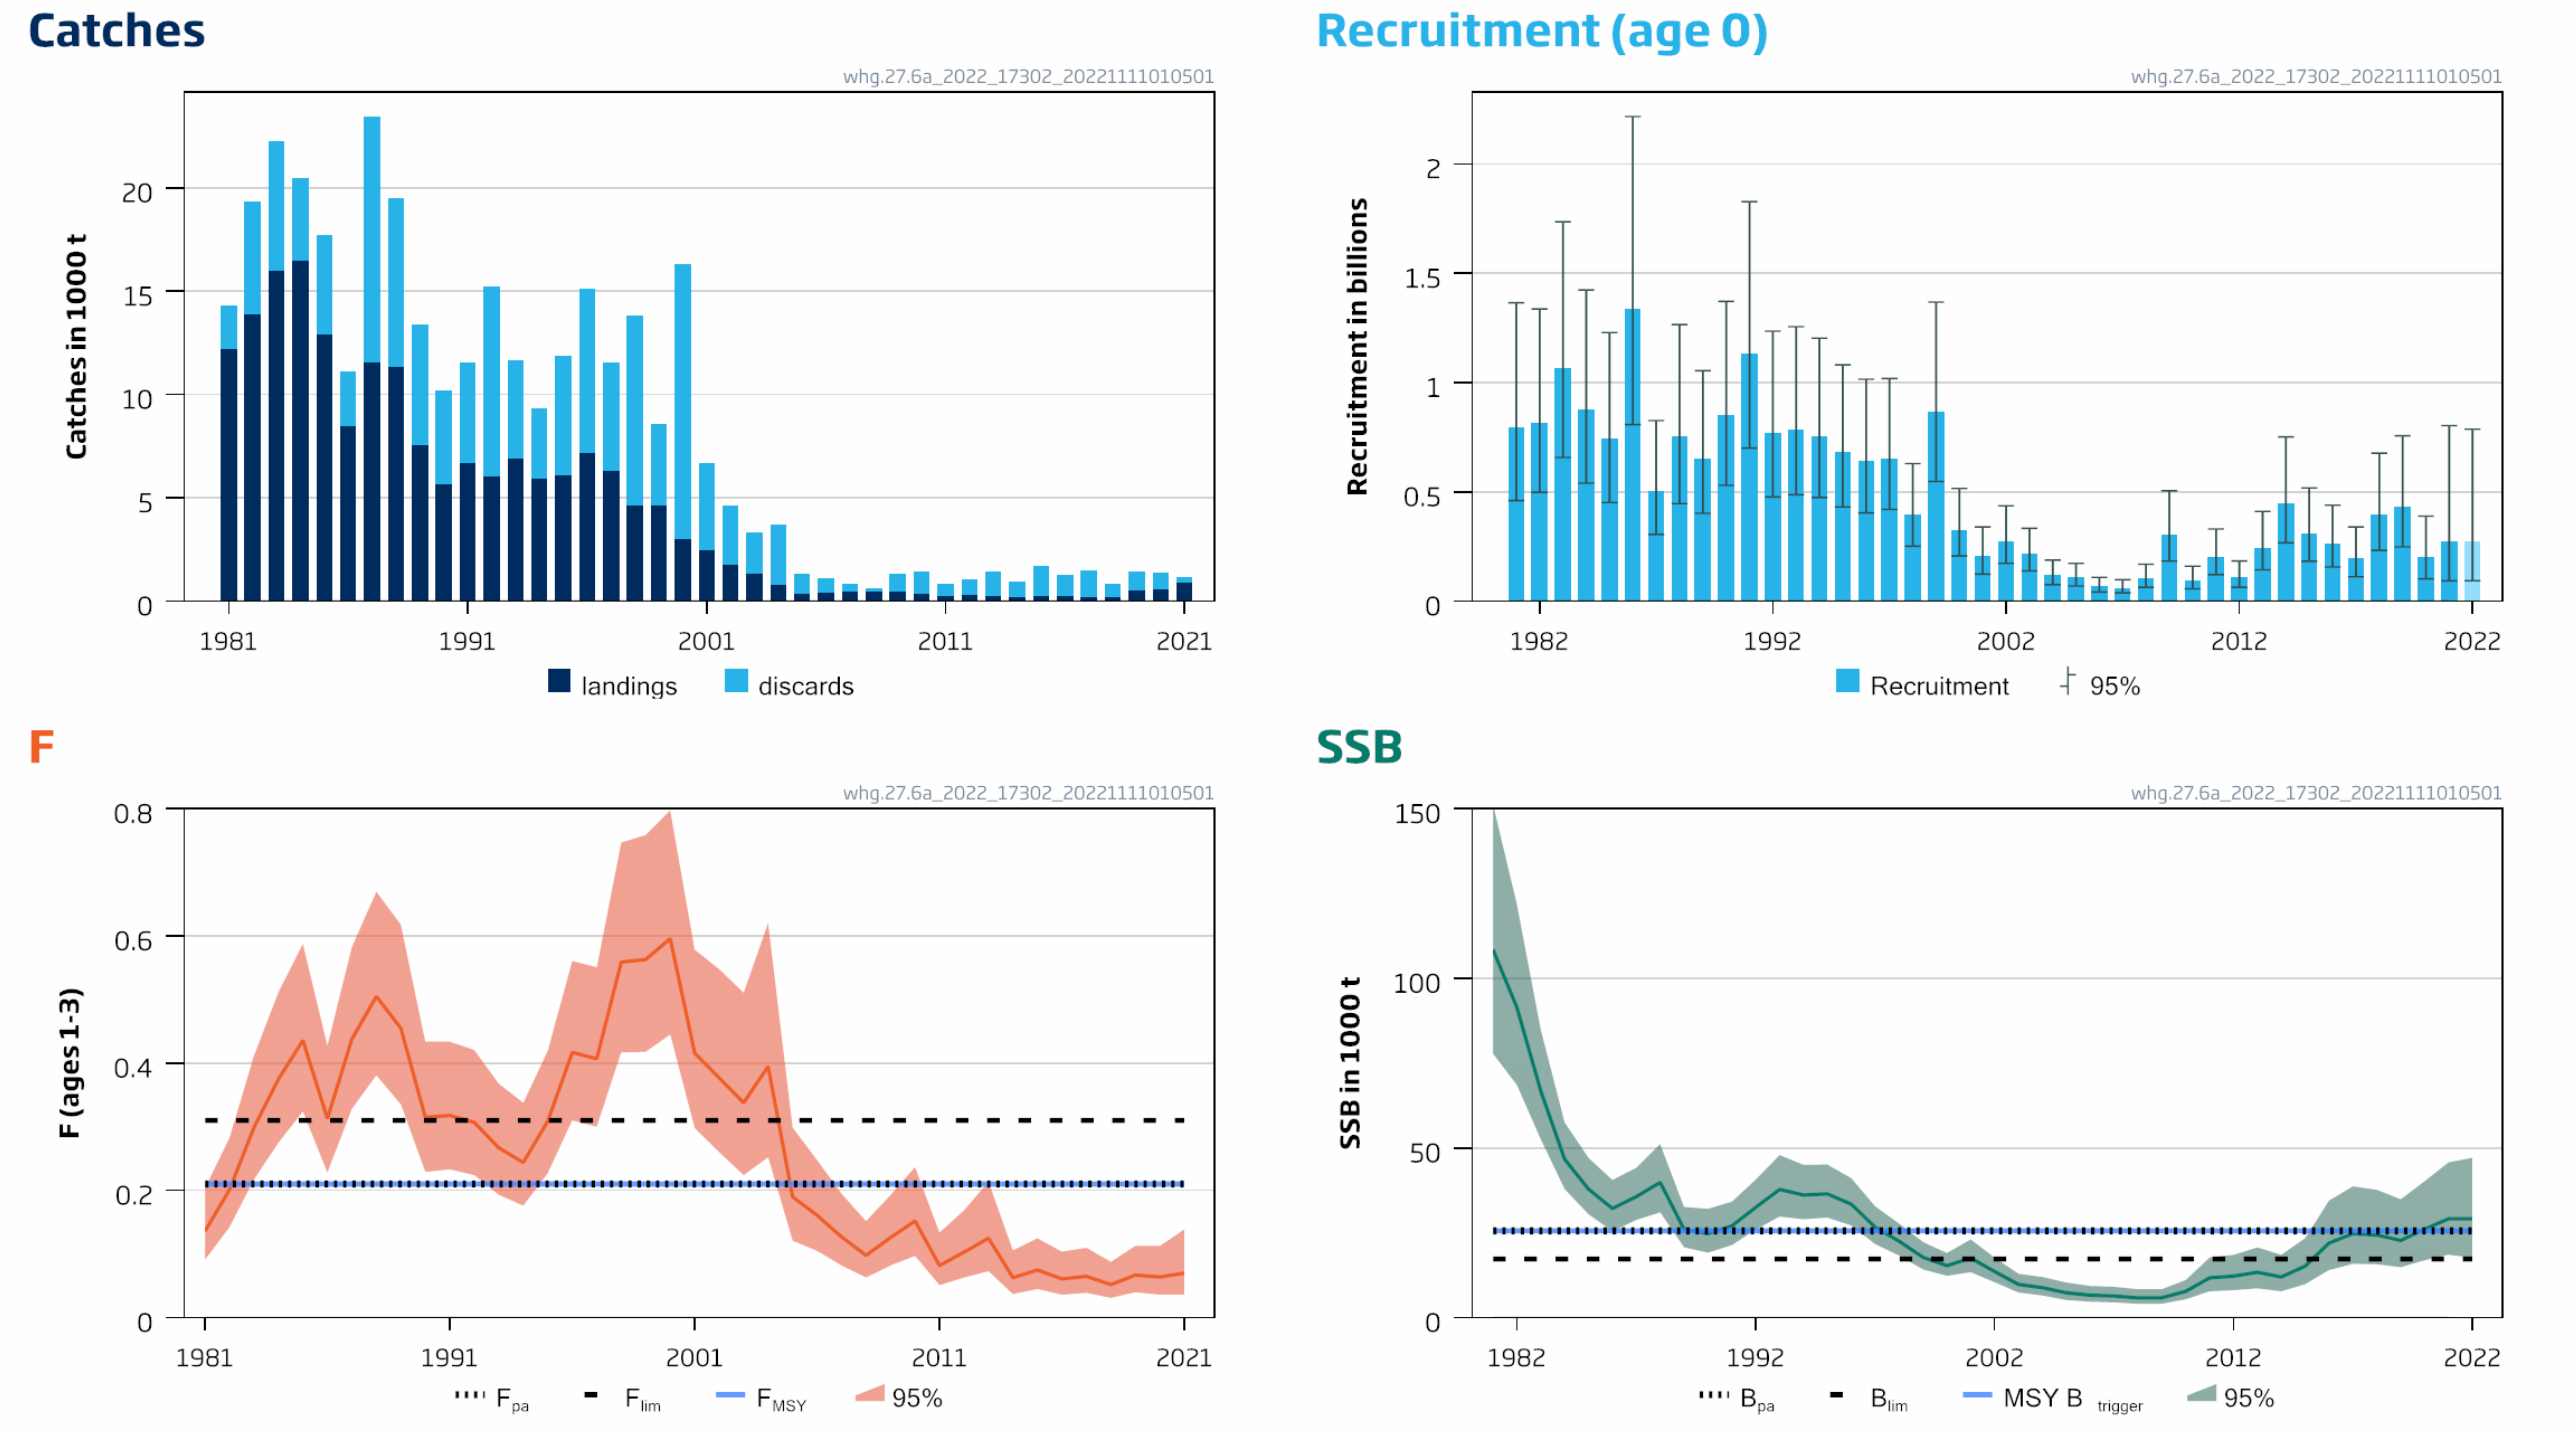 Catches
whg.27.6a_2022_17302_20221111010501
Catches in 1000 t
20
15
10
5
0
1981 1991 2001 2011 2021
landings discards
Recruitment (age 0)
whg.27.6a_2022_17302_20221111010501
Recruitment in billions
2
1.5
1
0.5
0
1982 1992 2002 2012 2022
Recruitment 95%
F
whg.27.6a_2022_17302_20221111010501
F (ages 1-3)
0.8
0.6
0.4
0.2
0
1981 1991 2001 2011 2021
Fpa Flim FMSY 95%
SSB
whg.27.6a_2022_17302_20221111010501
SSB in 1000 t
150
100
50
0
1982 1992 2002 2012 2022
Bpa Blim MSY B trigger 95%